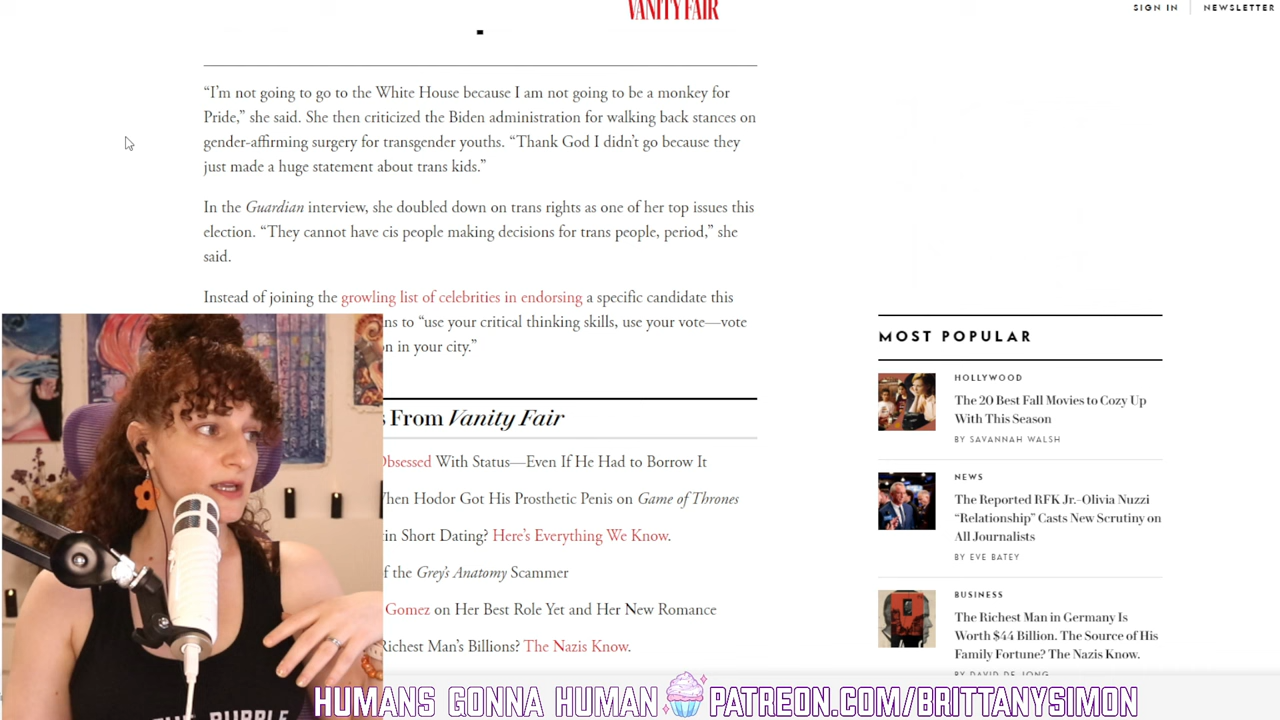 VANITY FAIR
SIGN IN
NEWSLETTER
“I’m not going to go to the White House because I am not going to be a monkey for
Pride,” she said. She then criticized the Biden administration for walking back stances on
gender-affirming surgery for transgender youths. “Thank God I didn’t go because they
just made a huge statement about trans kids.”
In the Guardian interview, she doubled down on trans rights as one of her top issues this
election. “They cannot have cis people making decisions for trans people, period,” she
said.
Instead of joining the growling list of celebrities in endorsing a specific candidate this
to “use your critical thinking skills, use your vote—vote
in your city.”
From Vanity Fair
Obsessed With Status—Even If He Had to Borrow It
When Hodor Got His Prosthetic Penis on Game of Thrones
Short Dating? Here’s Everything We Know.
the Grey’s Anatomy Scammer
Gomez on Her Best Role Yet and Her New Romance
Richest Man’s Billions? The Nazis Know.
MOST POPULAR
HOLLYWOOD
The 20 Best Fall Movies to Cozy Up
With This Season
BY SAVANNAH WALSH
NEWS
The Reported RFK Jr.-Olivia Nuzzi
“Relationship” Casts New Scrutiny on
All Journalists
BY EVE BATEY
BUSINESS
The Richest Man in Germany Is
Worth $44 Billion. The Source of His
Family Fortune? The Nazis Know.
BY DAVID DE JONG
BUBBLE
HUMANS GONNA HUMAN PATREON.COM/BRITTANYSIMON